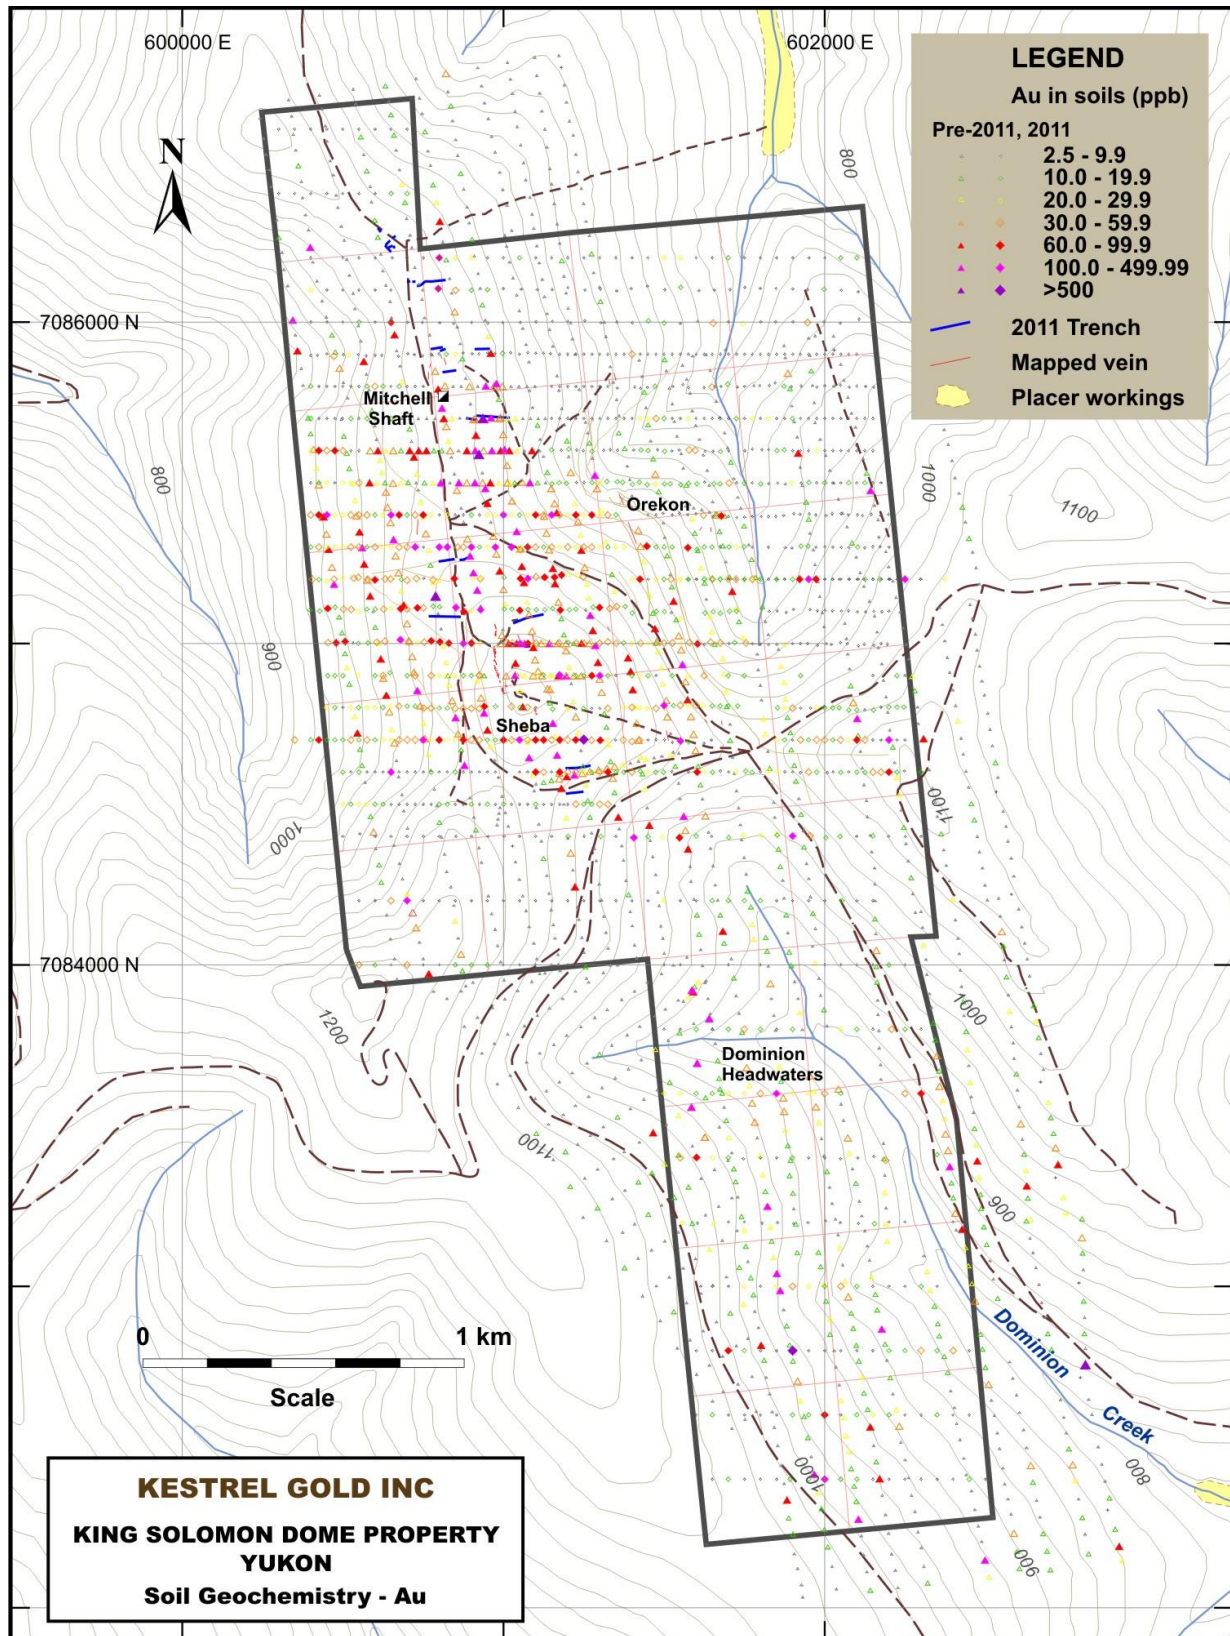 600000 E
602000 E
LEGEND
Au in soils (ppb)
Pre-2011, 2011
2.5 - 9.9
10.0 - 19.9
20.0 - 29.9
30.0 - 59.9
60.0 - 99.9
100.0 - 499.99
>500
2011 Trench
Mapped vein
Placer workings
N
800
7086000 N
Mitchell
Shaft
800
1000
1100
Orekon
900
Sheba
1000
1100
7084000 N
1200
1000
Dominion
Headwaters
1100
900
0
1 km
Scale
Dominion
Creek
800
1000
900
KESTREL GOLD INC
KING SOLOMON DOME PROPERTY
YUKON
Soil Geochemistry - Au